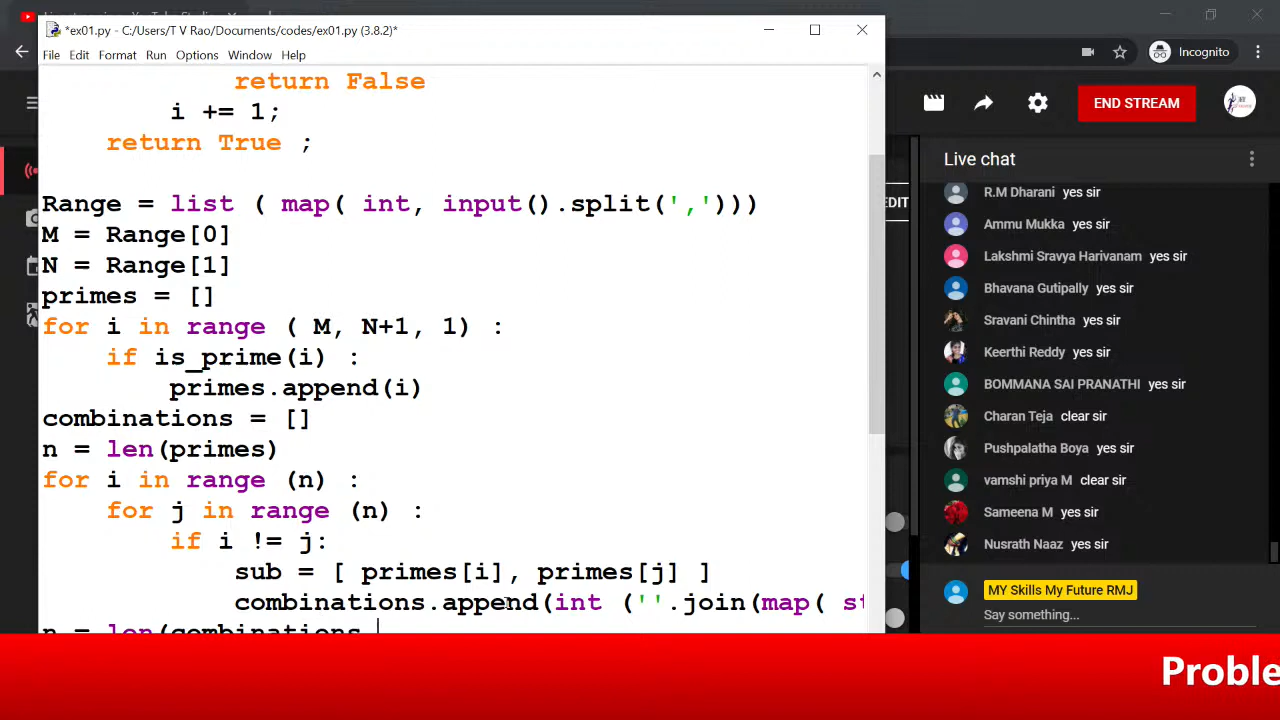 *ex01.py - C:/Users/T V Rao/Documents/codes/ex01.py (3.8.2)*
File Edit Format Run Options Window Help
Incognito
return False
i += 1;
return True ;
Range = list ( map( int, input().split(',')))
M = Range[0]
N = Range[1]
primes = []
for i in range ( M, N+1, 1) :
if is_prime(i) :
primes.append(i)
combinations = []
n = len(primes)
for i in range (n) :
for j in range (n) :
if i != j:
sub = [ primes[i], primes[j] ]
combinations.append(int (''.join(map( st
n = len(combinations
END STREAM
EDIT
Live chat
R.M Dharani yes sir
Ammu Mukka yes sir
Lakshmi Sravya Harivanam yes sir
Bhavana Gutipally yes sir
Sravani Chintha yes sir
Keerthi Reddy yes sir
BOMMANA SAI PRANATHI yes sir
Charan Teja clear sir
Pushpalatha Boya yes sir
vamshi priya M clear sir
Sameena M yes sir
Nusrath Naaz yes sir
MY Skills My Future RMJ
Say something...
Proble